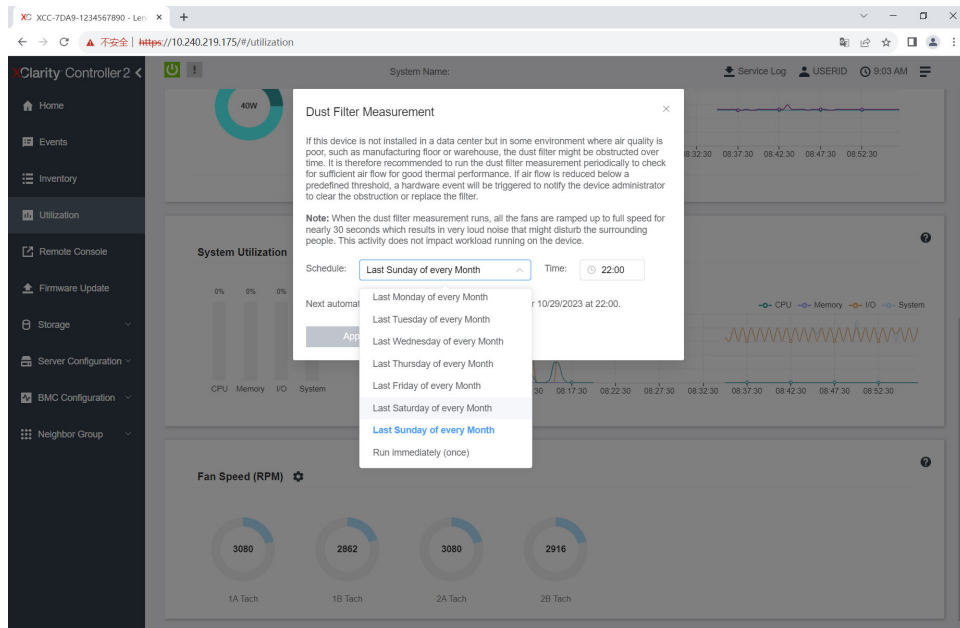 XC XCC-7DA9-1234567890 - Len
不安全 | https://10.240.219.175/#/utilization
XClarity Controller 2
System Name:
Service Log
USERID
9:03 AM
Home
Events
Inventory
Utilization
Remote Console
Firmware Update
Storage
Server Configuration
BMC Configuration
Neighbor Group
40W
8:32:30 08:37:30 08:42:30 08:47:30 08:52:30
Dust Filter Measurement
If this device is not installed in a data center but in some environment where air quality is
poor, such as manufacturing floor or warehouse, the dust filter might be obstructed over
time. It is therefore recommended to run the dust filter measurement periodically to check
for sufficient air flow for good thermal performance. If air flow is reduced below a
predefined threshold, a hardware event will be triggered to notify the device administrator
to clear the obstruction or replace the filter.
Note: When the dust filter measurement runs, all the fans are ramped up to full speed for
nearly 30 seconds which results in very loud noise that might disturb the surrounding
people. This activity does not impact workload running on the device.
Schedule: Last Sunday of every Month Time: 22:00
Next automat r 10/29/2023 at 22:00.
App
Last Monday of every Month
Last Tuesday of every Month
Last Wednesday of every Month
Last Thursday of every Month
Last Friday of every Month
Last Saturday of every Month
Last Sunday of every Month
Run immediately (once)
System Utilization
0% 0% 0%
CPU Memory I/O System
CPU Memory I/O System
:30 08:17:30 08:22:30 08:27:30 08:32:30 08:37:30 08:42:30 08:47:30 08:52:30
Fan Speed (RPM)
3080 2862 3080 2916
1A Tach 1B Tach 2A Tach 2B Tach